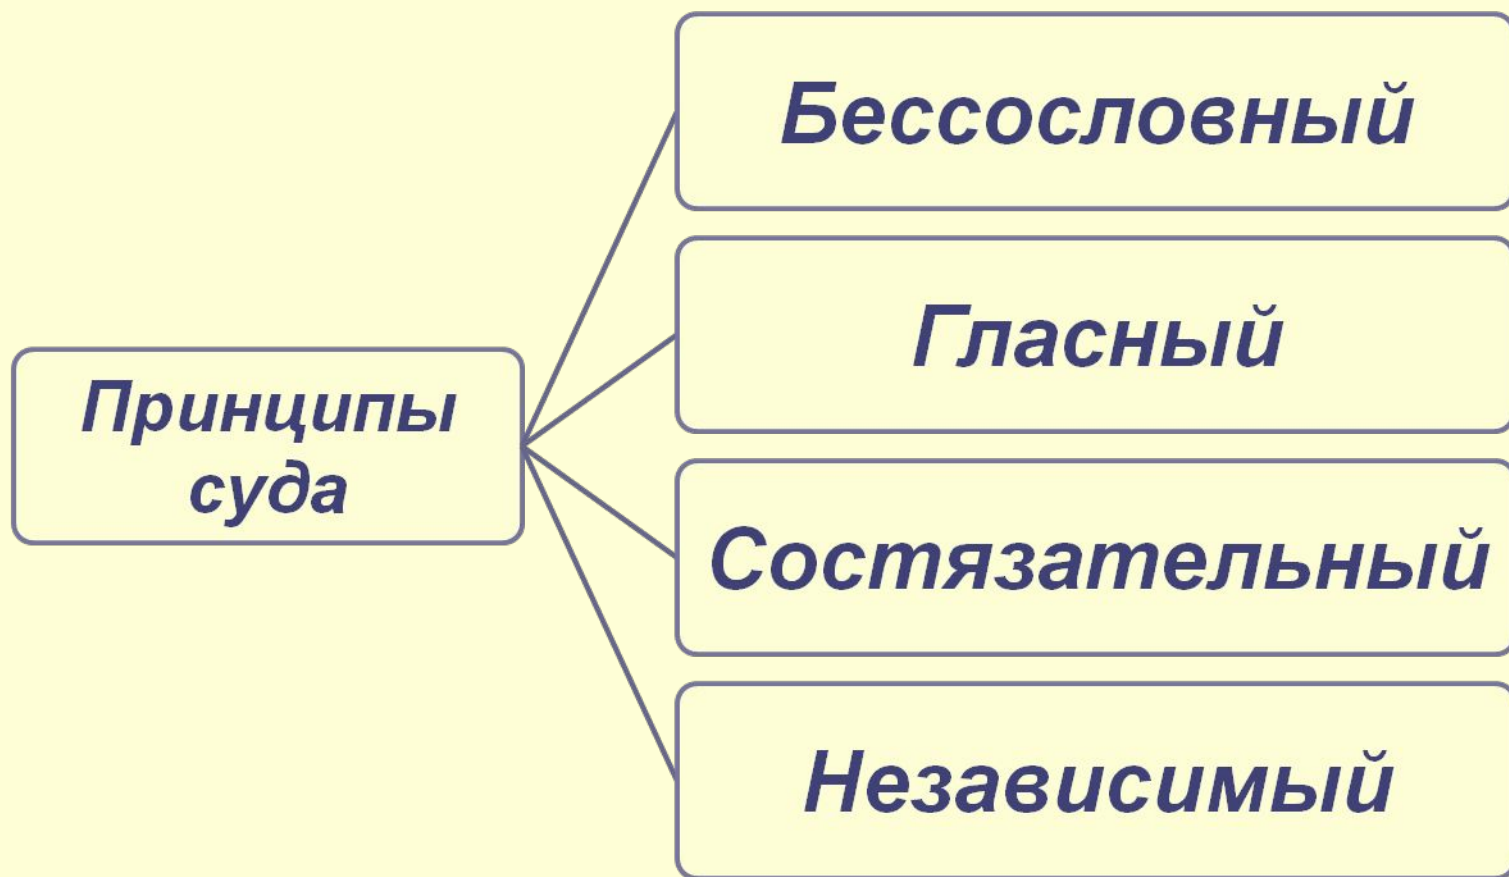 Бессословный
Гласный
Принципы
суда
Состязательный
Независимый